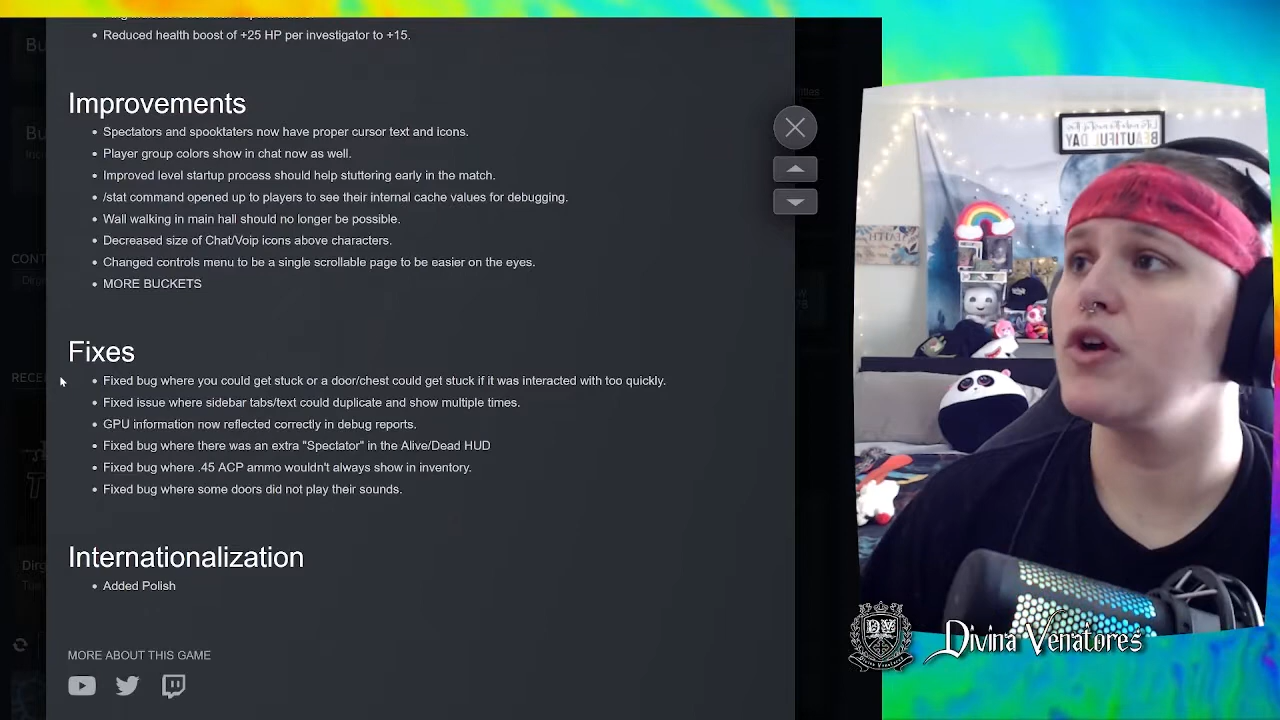 Reduced health boost of +25 HP per investigator to +15.
Improvements
Spectators and spooktaters now have proper cursor text and icons.
Player group colors show in chat now as well.
Improved level startup process should help stuttering early in the match.
/stat command opened up to players to see their internal cache values for debugging.
Wall walking in main hall should no longer be possible.
Decreased size of Chat/Voip icons above characters.
Changed controls menu to be a single scrollable page to be easier on the eyes.
MORE BUCKETS
Fixes
Fixed bug where you could get stuck or a door/chest could get stuck if it was interacted with too quickly.
Fixed issue where sidebar tabs/text could duplicate and show multiple times.
GPU information now reflected correctly in debug reports.
Fixed bug where there was an extra "Spectator" in the Alive/Dead HUD
Fixed bug where .45 ACP ammo wouldn't always show in inventory.
Fixed bug where some doors did not play their sounds.
Internationalization
Added Polish
MORE ABOUT THIS GAME
BEAUTIFUL DAY
DV
Divina Venatores